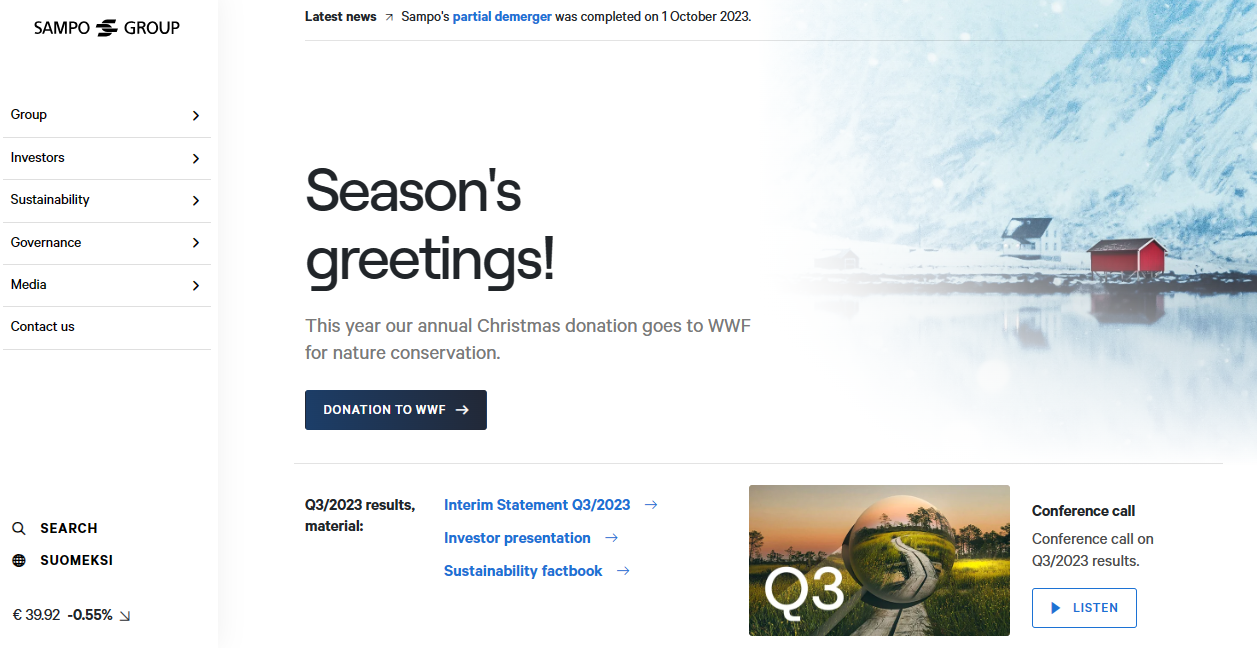 SAMPO GROUP
Group
Investors
Sustainability
Governance
Media
Contact us
SEARCH
SUOMEKSI
€ 39.92 -0.55%
Latest news Sampo's partial demerger was completed on 1 October 2023.
Season's
greetings!
This year our annual Christmas donation goes to WWF
for nature conservation.
DONATION TO WWF
Q3/2023 results,
material:
Interim Statement Q3/2023
Investor presentation
Sustainability factbook
Q3
Conference call
Conference call on
Q3/2023 results.
LISTEN